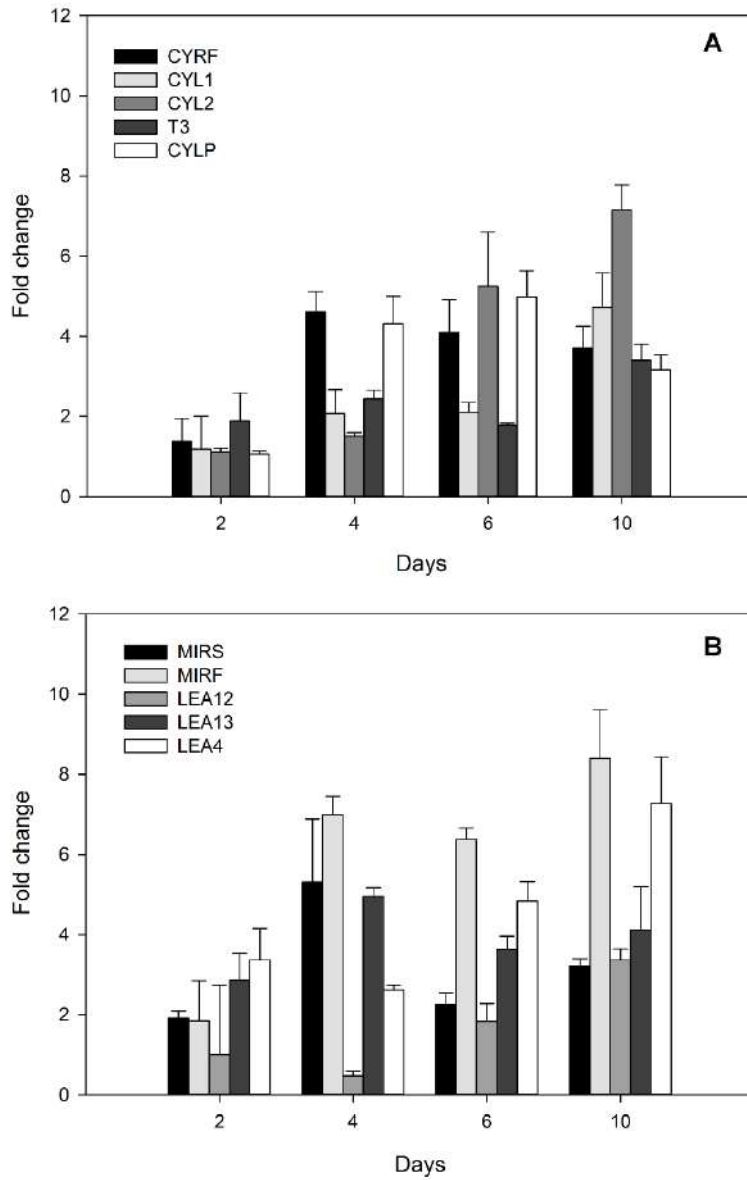 12
A
CYRF
10
CYL1
CYL2
T3
8
CYLP
Fold change
6
4
2
0
2
4
6
10
Days
12
B
MIRS
MIRF
10
LEA12
LEA13
LEA4
8
Fold change
6
4
2
0
2
4
6
10
Days